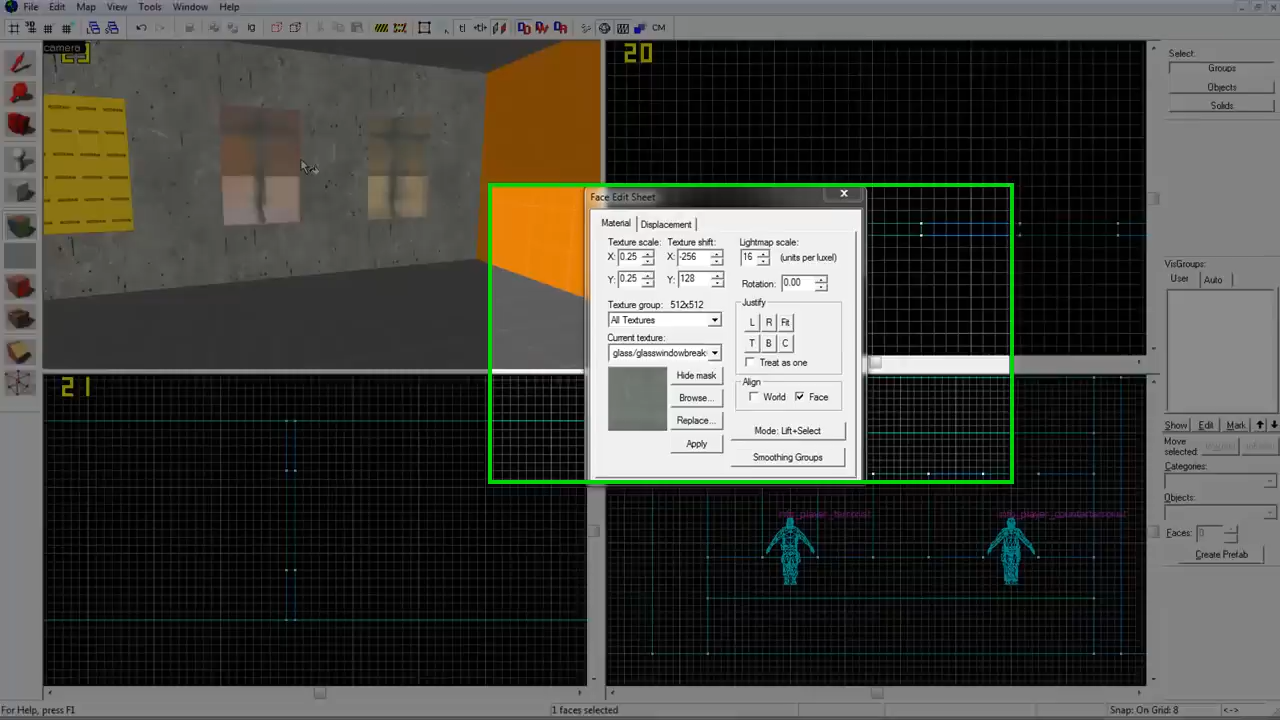 File Edit Map View Tools Window Help
CM
camera
23
20
21
Select:
Groups
Objects
Solids
VisGroups:
User Auto
Show Edit Mark
Move selected:
Categories:
Objects:
Faces: 0
Create Prefab
Face Edit Sheet
Material Displacement
Texture scale: Texture shift: Lightmap scale:
X: 0.25 X: -256 16 (units per luxel)
Y: 0.25 Y: 128 Rotation: 0.00
Texture group: 512x512
All Textures
Current texture:
glass/glasswindowbreak
Hide mask
Browse...
Replace...
Apply
Justify
L R Fit
T B C
Treat as one
Align
World Face
Mode: Lift+Select
Smoothing Groups
info_player_terrorist info_player_counterterrorist
For Help, press F1 1 faces selected Snap: On Grid: 8 <->